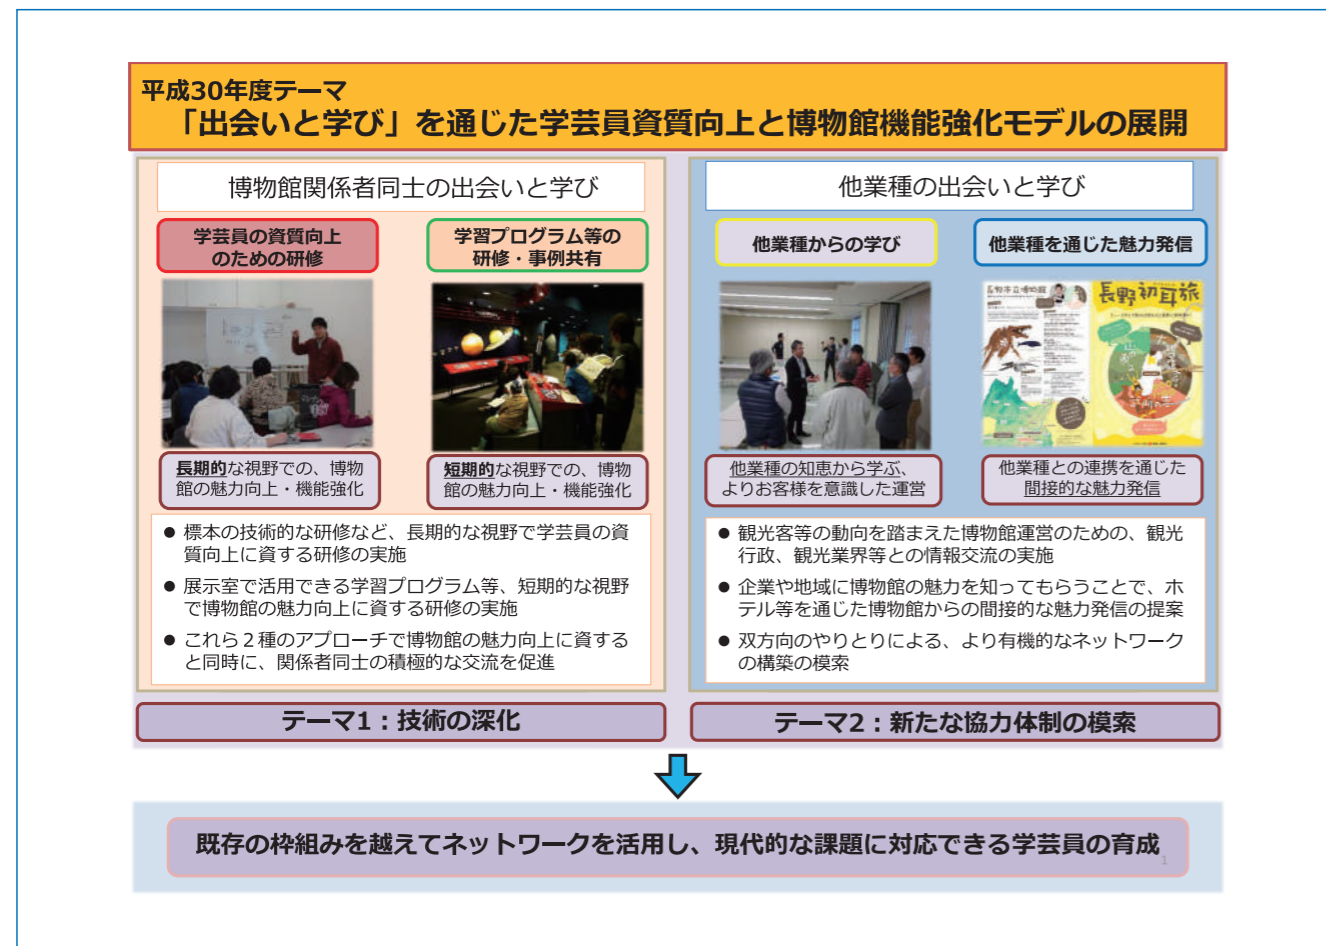 平成30年度テーマ
「出会いと学び」を通じた学芸員資質向上と博物館機能強化モデルの展開
博物館関係者同士の出会いと学び
学芸員の資質向上
のための研修
学習プログラム等の
研修・事例共有
長期的な視野での、博物
館の魅力向上・機能強化
短期的な視野での、博物
館の魅力向上・機能強化
● 標本の技術的な研修など、長期的な視野で学芸員の資
質向上に資する研修の実施
● 展示室で活用できる学習プログラム等、短期的な視野
で博物館の魅力向上に資する研修の実施
● これら２種のアプローチで博物館の魅力向上に資する
と同時に、関係者同士の積極的な交流を促進
テーマ1：技術の深化
他業種の出会いと学び
他業種からの学び
他業種を通じた魅力発信
長野市立博物館
長野初耳旅
他業種の知恵から学ぶ、
よりお客様を意識した運営
他業種との連携を通じた
間接的な魅力発信
● 観光客等の動向を踏まえた博物館運営のための、観光
行政、観光業界等との情報交流の実施
● 企業や地域に博物館の魅力を知ってもらうことで、ホ
テル等を通じた博物館からの間接的な魅力発信の提案
● 双方向のやりとりによる、より有機的なネットワーク
の構築の模索
テーマ2：新たな協力体制の模索
既存の枠組みを越えてネットワークを活用し、現代的な課題に対応できる学芸員の育成
1